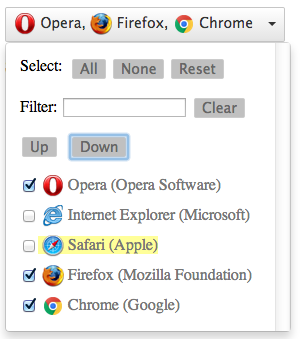 Opera, Firefox, Chrome
Select: All None Reset
Filter: Clear
Up Down
Opera (Opera Software)
Internet Explorer (Microsoft)
Safari (Apple)
Firefox (Mozilla Foundation)
Chrome (Google)